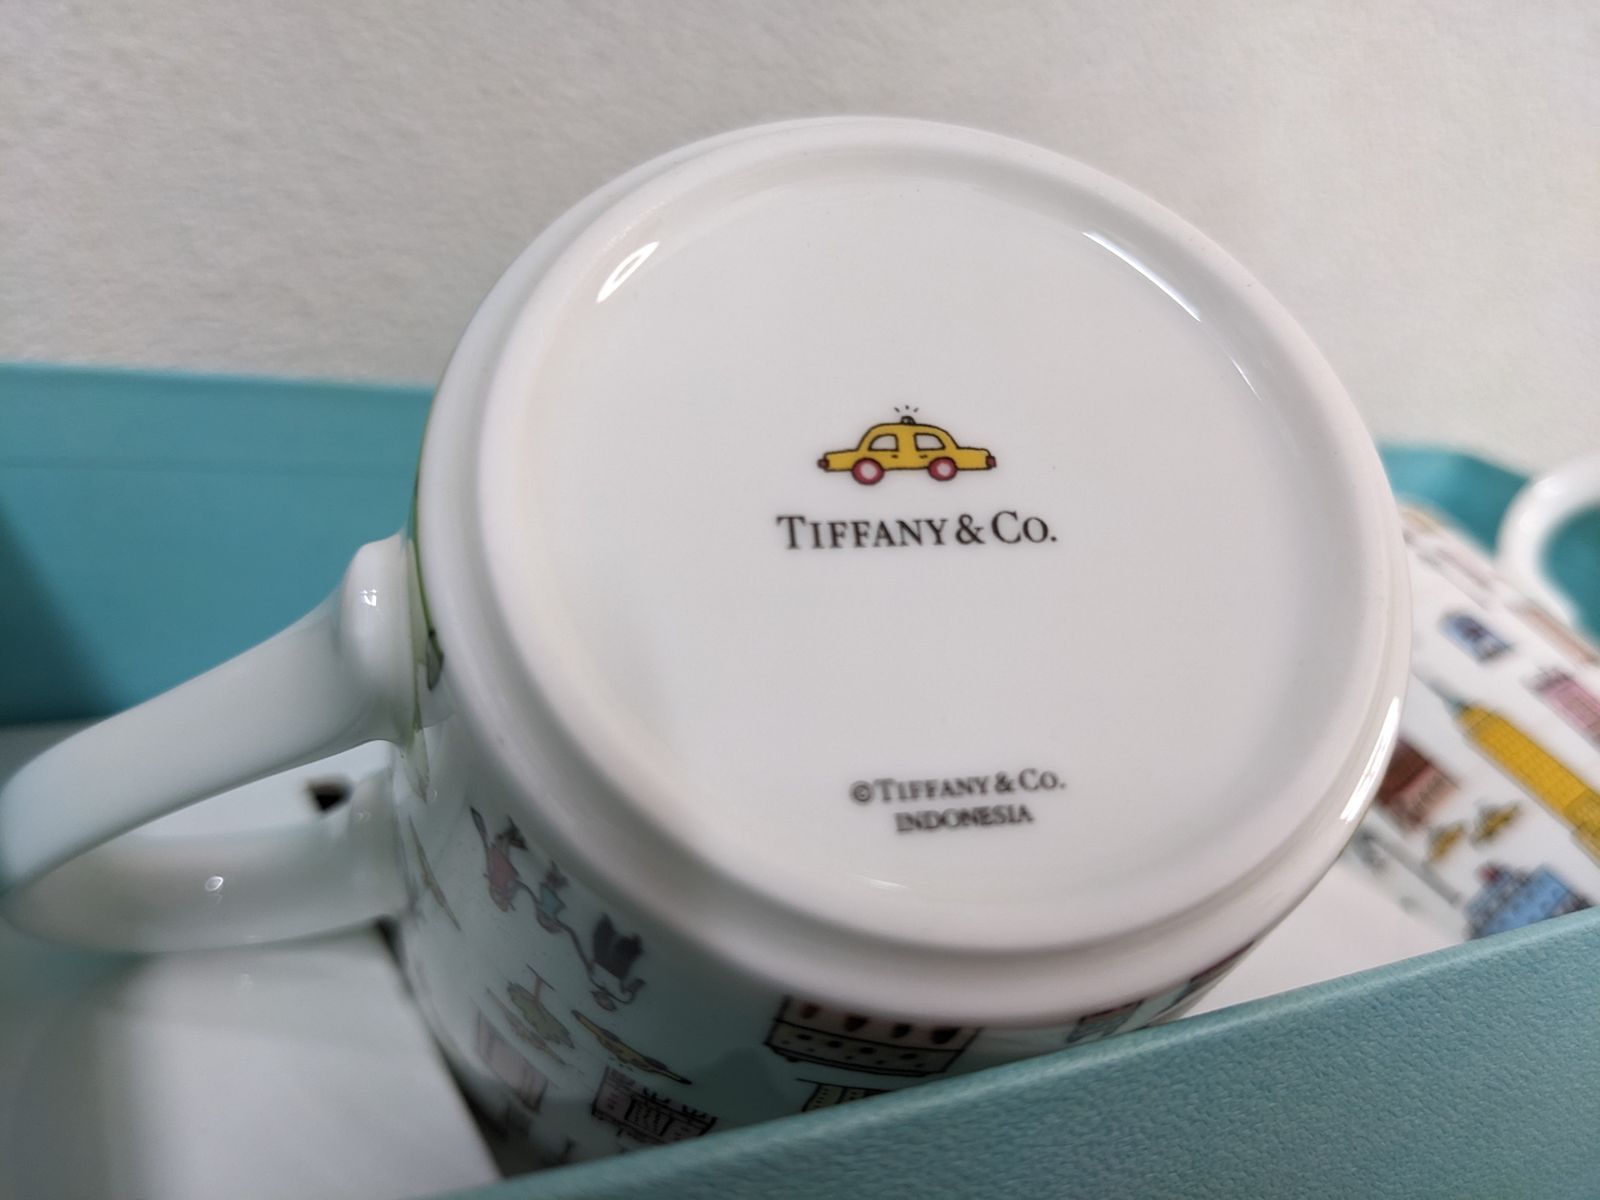 TIFFANY & CO.
©TIFFANY & CO.
INDONESIA